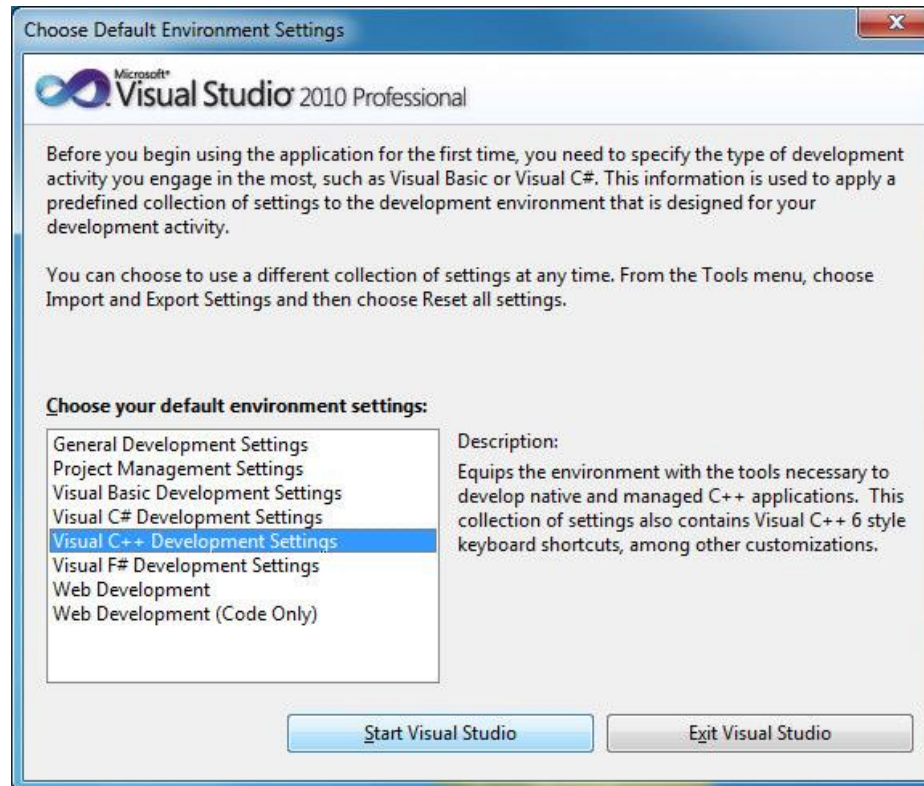 Choose Default Environment Settings
Microsoft®
Visual Studio® 2010 Professional
Before you begin using the application for the first time, you need to specify the type of development
activity you engage in the most, such as Visual Basic or Visual C#. This information is used to apply a
predefined collection of settings to the development environment that is designed for your
development activity.
You can choose to use a different collection of settings at any time. From the Tools menu, choose
Import and Export Settings and then choose Reset all settings.
Choose your default environment settings:
General Development Settings
Project Management Settings
Visual Basic Development Settings
Visual C# Development Settings
Visual C++ Development Settings
Visual F# Development Settings
Web Development
Web Development (Code Only)
Description:
Equips the environment with the tools necessary to
develop native and managed C++ applications.  This
collection of settings also contains Visual C++ 6 style
keyboard shortcuts, among other customizations.
Start Visual Studio
Exit Visual Studio